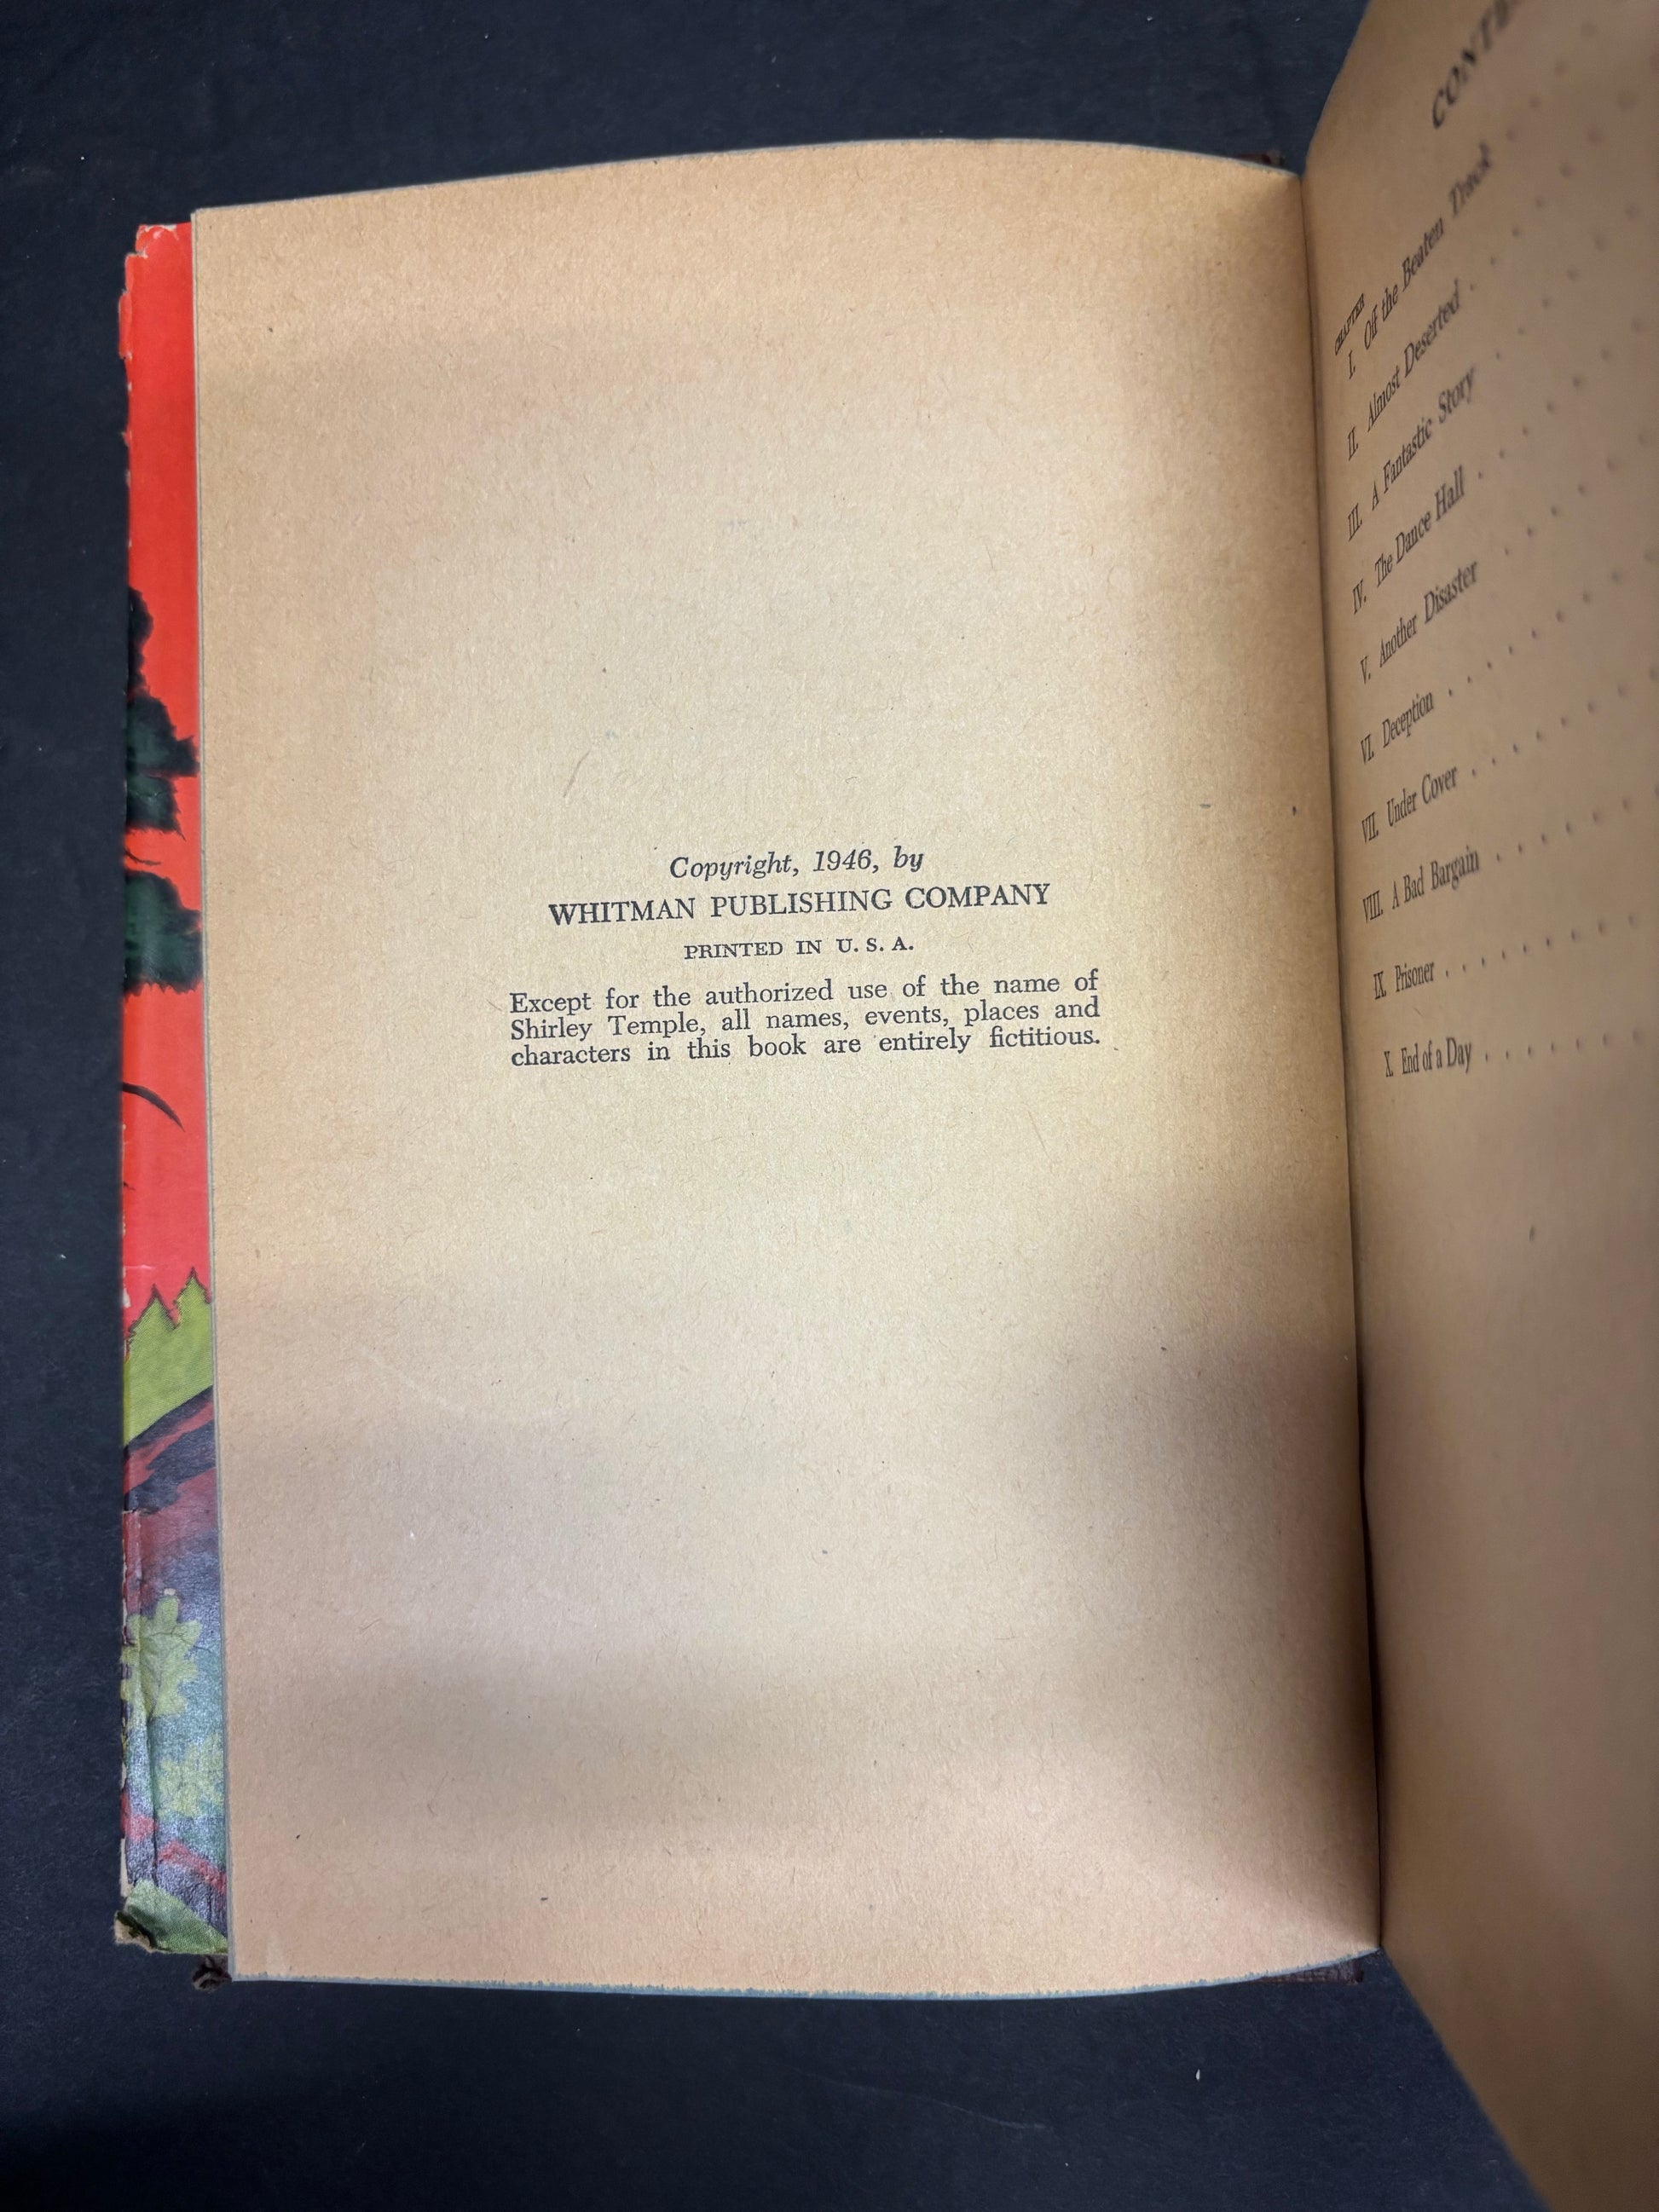 Copyright, 1946, by
WHITMAN PUBLISHING COMPANY
PRINTED IN U. S. A.
Except for the authorized use of the name of
Shirley Temple, all names, events, places and
characters in this book are entirely fictitious.
CHAPTER
I. Off the Beaten Track
II. Almost Deserted
III. A Fantastic Story
IV. The Dance Hall
V. Another Disaster
VI. Deception
VII. Under Cover
VIII. A Bad Bargain
IX. Prisoner
X. End of a Day